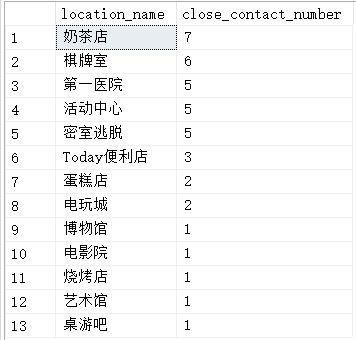 location_name close_contact_number
1 奶茶店 7
2 棋牌室 6
3 第一医院 5
4 活动中心 5
5 密室逃脱 5
6 Today便利店 3
7 蛋糕店 2
8 电玩城 2
9 博物馆 1
10 电影院 1
11 烧烤店 1
12 艺术馆 1
13 桌游吧 1